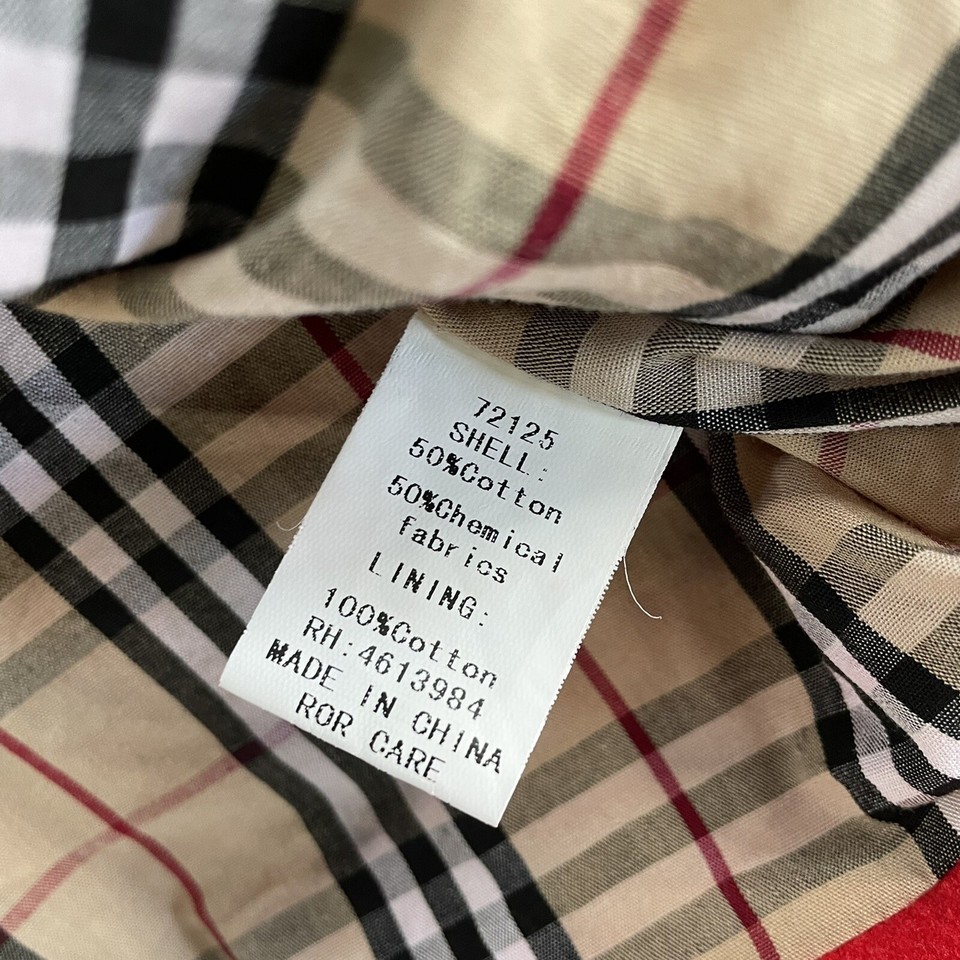 72125
SHELL:
50%Cotton
50%Chemical
fabrics
LINING:
100%Cotton
RH:4613984
MADE IN CHINA
ROR CARE